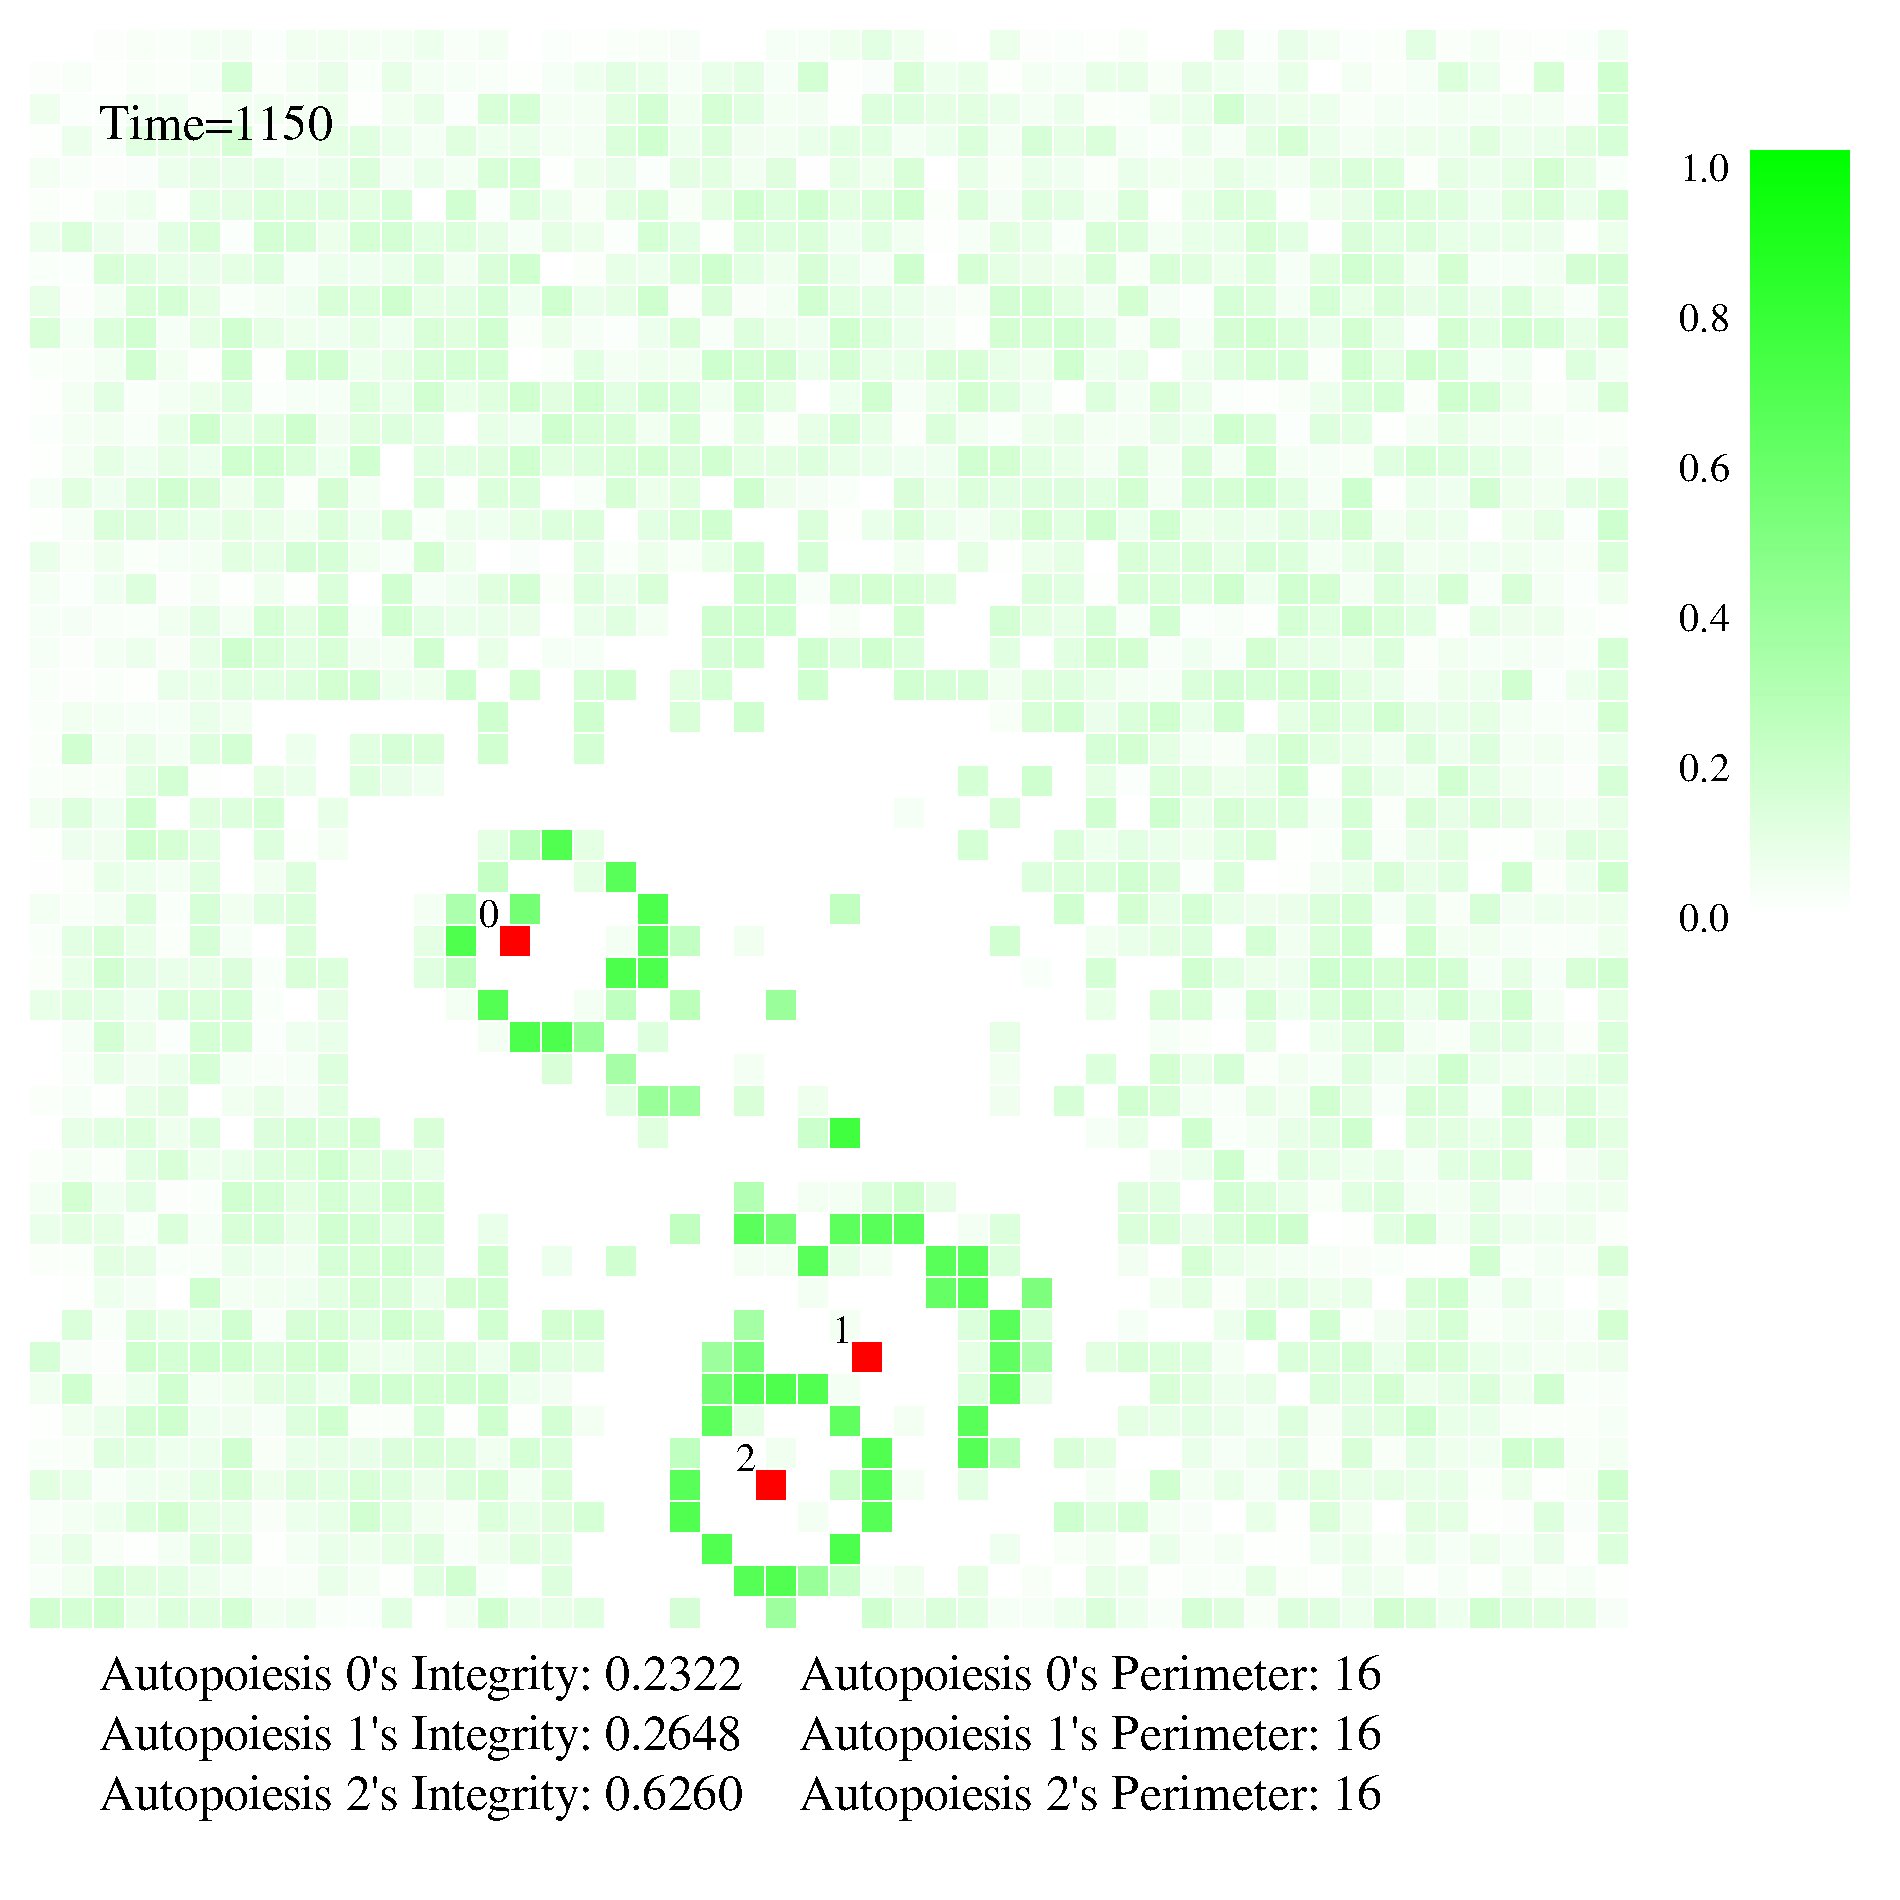 Time=1150
1.0
0.8
0.6
0.4
0.2
0.0
0
1
2
Autopoiesis 0's Integrity: 0.2322 Autopoiesis 0's Perimeter: 16
Autopoiesis 1's Integrity: 0.2648 Autopoiesis 1's Perimeter: 16
Autopoiesis 2's Integrity: 0.6260 Autopoiesis 2's Perimeter: 16